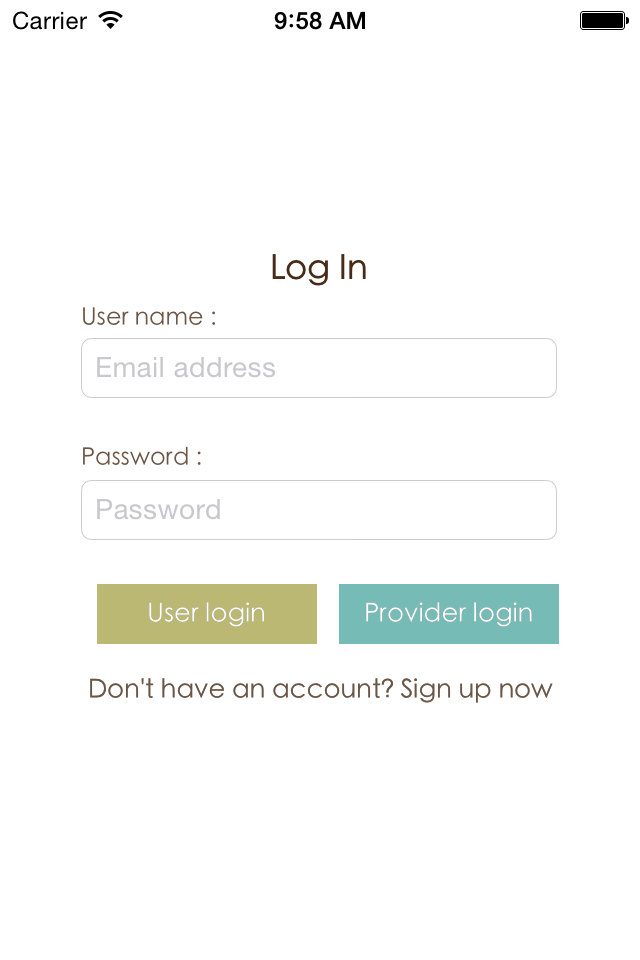 Carrier 9:58 AM
Log In
User name :
Email address
Password :
Password
User login Provider login
Don't have an account? Sign up now